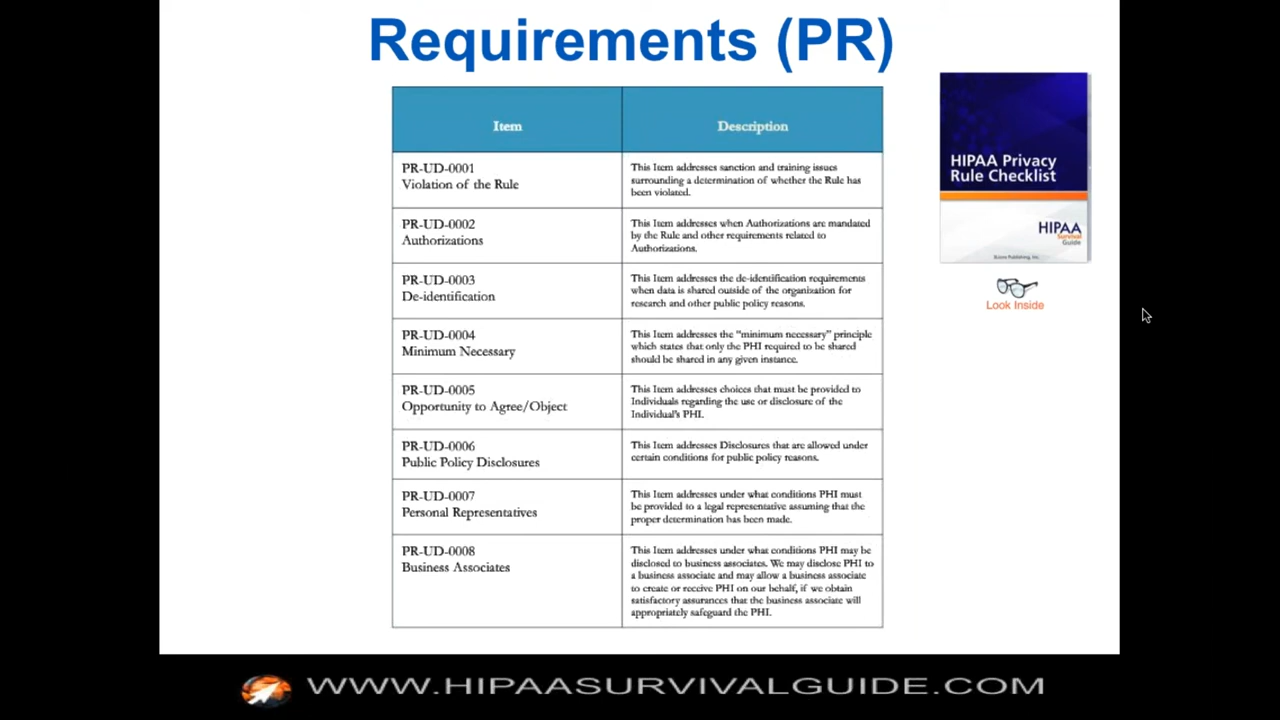 Requirements (PR)
Item
Description
PR-UD-0001
Violation of the Rule
This Item addresses sanction and training issues
surrounding a determination of whether the Rule has
been violated.
PR-UD-0002
Authorizations
This Item addresses when Authorizations are mandated
by the Rule and other requirements related to
Authorizations.
PR-UD-0003
De-identification
This Item addresses the de-identification requirements
when data is shared outside of the organization for
research and other public policy reasons.
PR-UD-0004
Minimum Necessary
This Item addresses the “minimum necessary” principle
which states that only the PHI required to be shared
should be shared in any given instance.
PR-UD-0005
Opportunity to Agree/Object
This Item addresses choices that must be provided to
Individuals regarding the use or disclosure of the
Individual's PHI.
PR-UD-0006
Public Policy Disclosures
This Item addresses Disclosures that are allowed under
certain conditions for public policy reasons.
PR-UD-0007
Personal Representatives
This Item addresses under what conditions PHI must
be provided to a legal representative assuming that the
proper determination has been made.
PR-UD-0008
Business Associates
This Item addresses under what conditions PHI may be
disclosed to business associates. We may disclose PHI to
a business associate and may allow a business associate
to create or receive PHI on our behalf, if we obtain
satisfactory assurances that the business associate will
appropriately safeguard the PHI.
HIPAA Privacy
Rule Checklist
HIPAA
Survival
Guide
Publishing, Inc.
Look Inside
WWW.HIPAASURVIVALGUIDE.COM